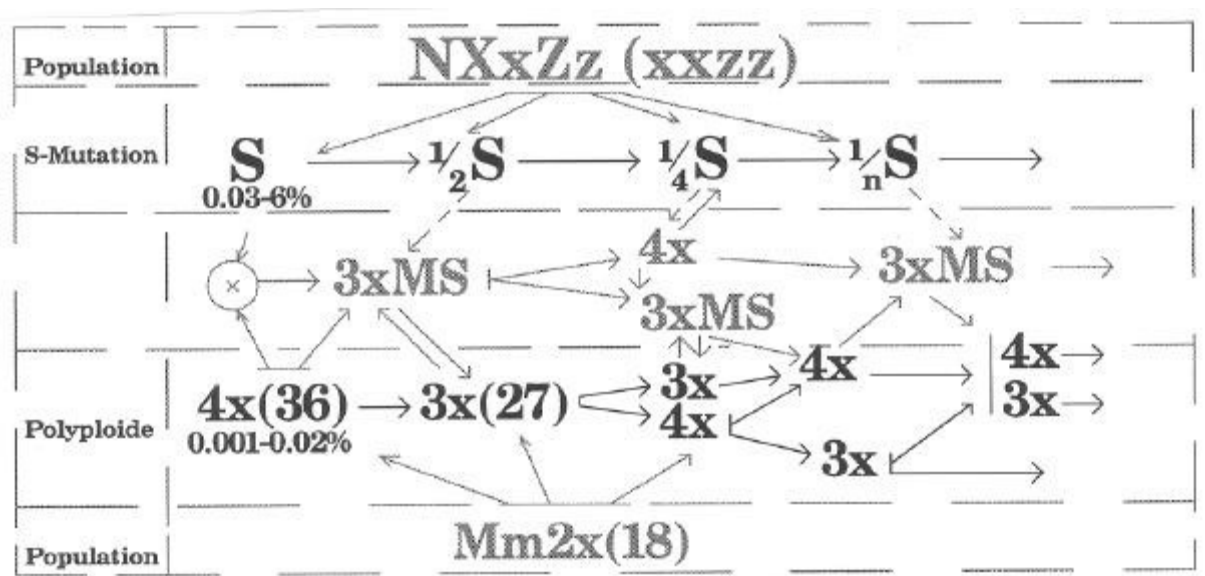 Population NXxZz (xxzz)
S-Mutation S 1/2S 1/4S 1/nS
0.03-6%
4x
× 3xMS 3xMS
3xMS
4x 4x
3x
4x(36) 3x(27) 3x
4x
0.001-0.02%
Polyploide
3x
Population Mm2x(18)